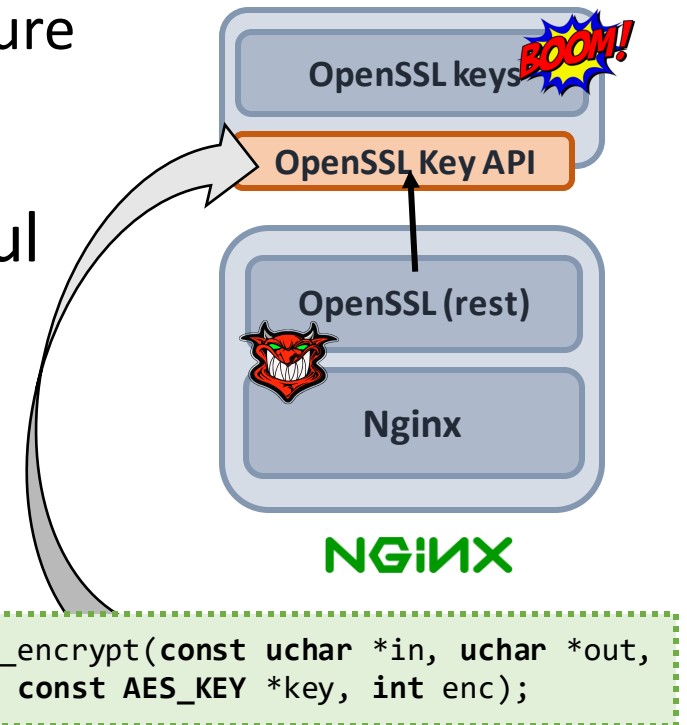 ure
OpenSSL keys
BOOM!
OpenSSL Key API
ul
OpenSSL (rest)
Nginx
NGiNX
_encrypt(const uchar *in, uchar *out,
const AES_KEY *key, int enc);